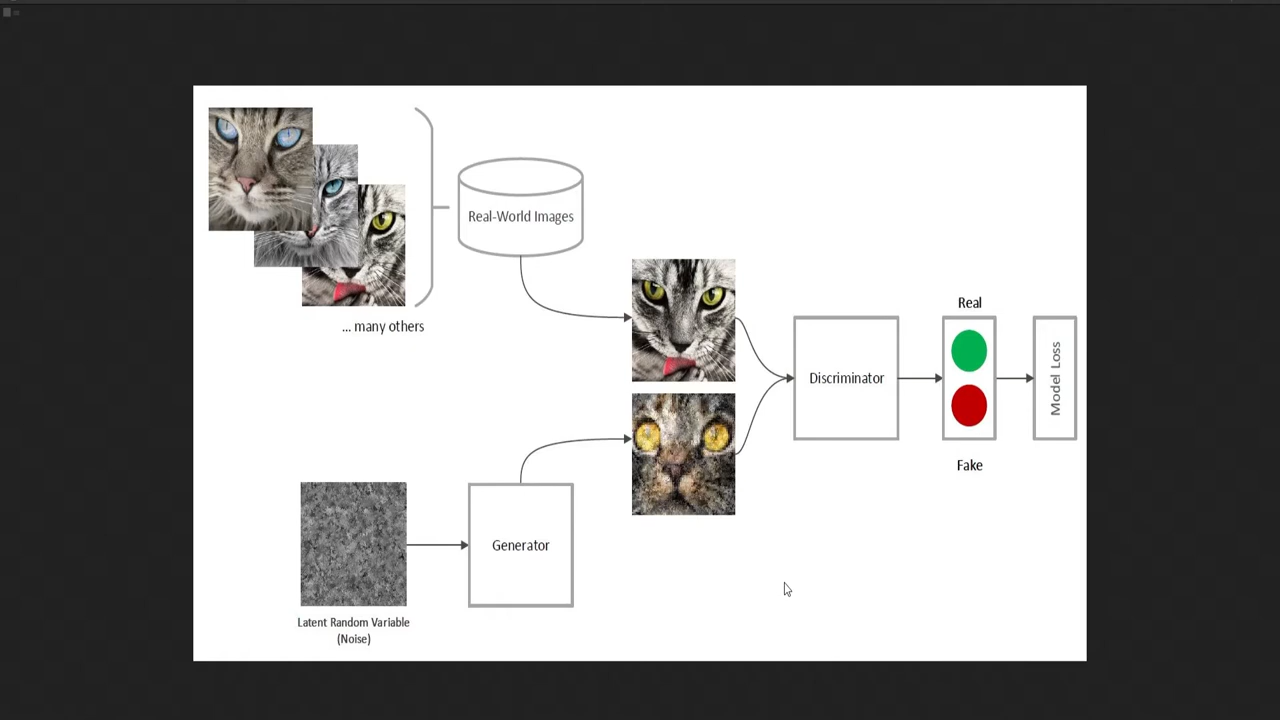 Real-World Images
... many others
Real
Discriminator
Model Loss
Fake
Generator
Latent Random Variable
(Noise)